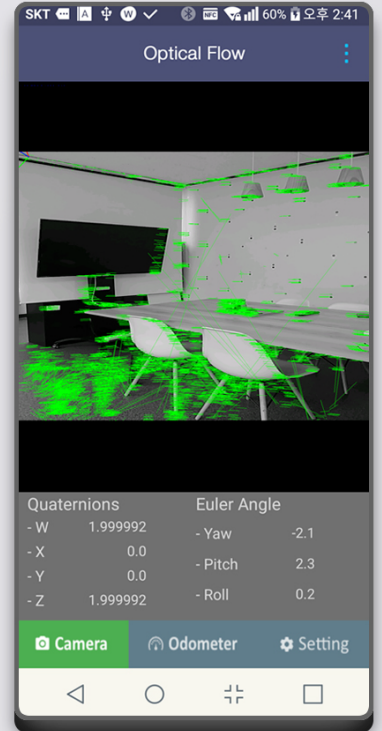 SKT A W NFC 60% 오후 2:41
Optical Flow
Quaternions
- W 1.999992
- X 0.0
- Y 0.0
- Z 1.999992
Euler Angle
- Yaw -2.1
- Pitch 2.3
- Roll 0.2
Camera Odometer Setting